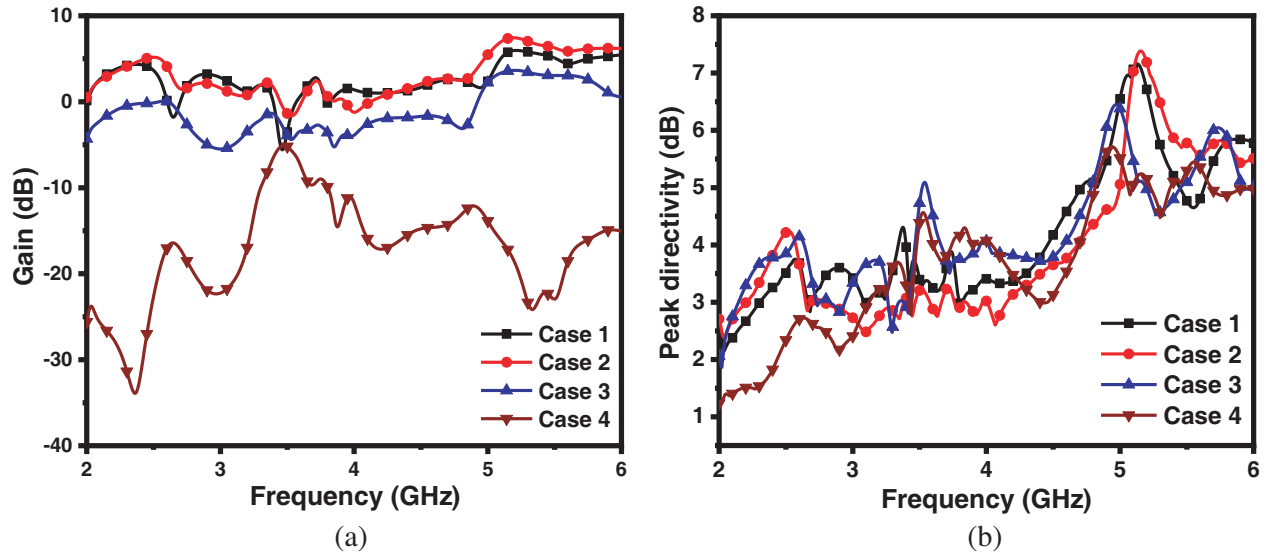 10
0
-10
-20
-30
-40
Gain (dB)
2 3 4 5 6
Frequency (GHz)
Case 1
Case 2
Case 3
Case 4
(a)
8
7
6
5
4
3
2
1
Peak directivity (dB)
2 3 4 5 6
Frequency (GHz)
Case 1
Case 2
Case 3
Case 4
(b)